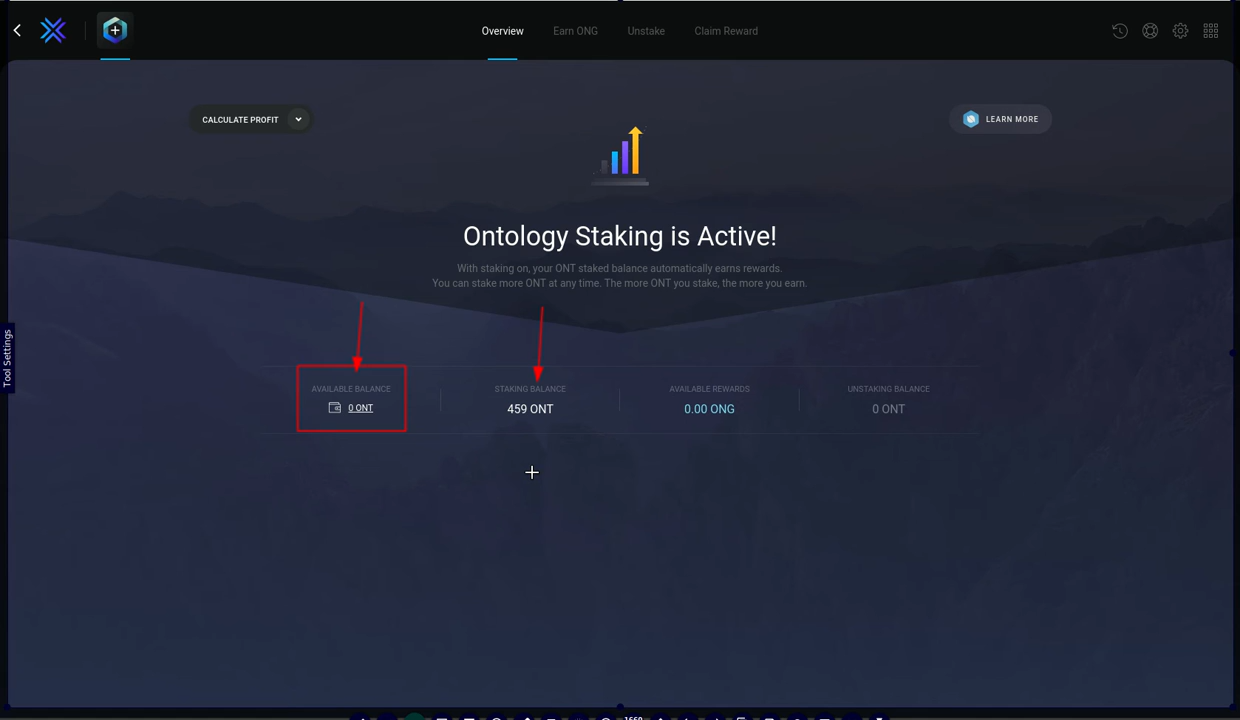 Overview
Earn ONG
Unstake
Claim Reward
CALCULATE PROFIT
LEARN MORE
Ontology Staking is Active!
With staking on, your ONT staked balance automatically earns rewards.
You can stake more ONT at any time. The more ONT you stake, the more you earn.
Tool Settings
AVAILABLE BALANCE
0 ONT
STAKING BALANCE
459 ONT
AVAILABLE REWARDS
0.00 ONG
UNSTAKING BALANCE
0 ONT